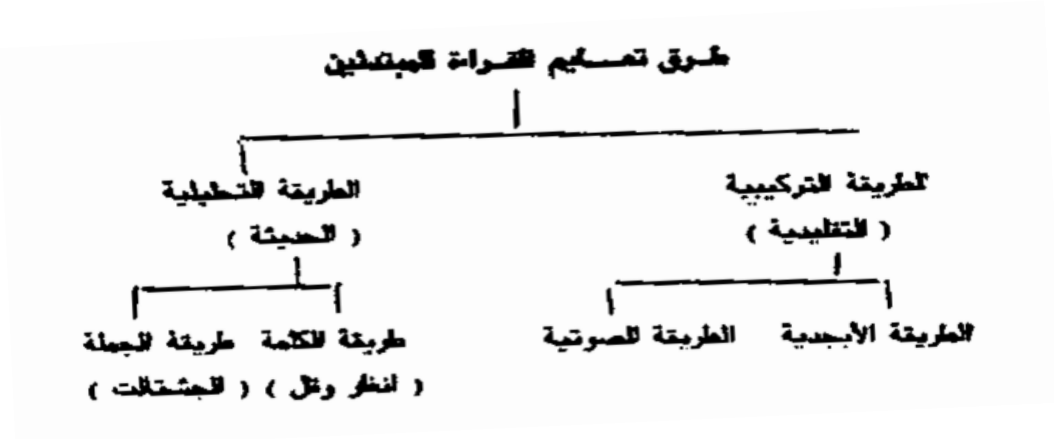 طرق تعليم القراءة للمبتدئين
الطريقة التركيبية
( التقليدية )
الطريقة التحليلية
( الحديثة )
الطريقة الأبجدية
الطريقة الصوتية
طريقة الكلمة
( انظر وقل )
طريقة الجملة
( الجشتالت )